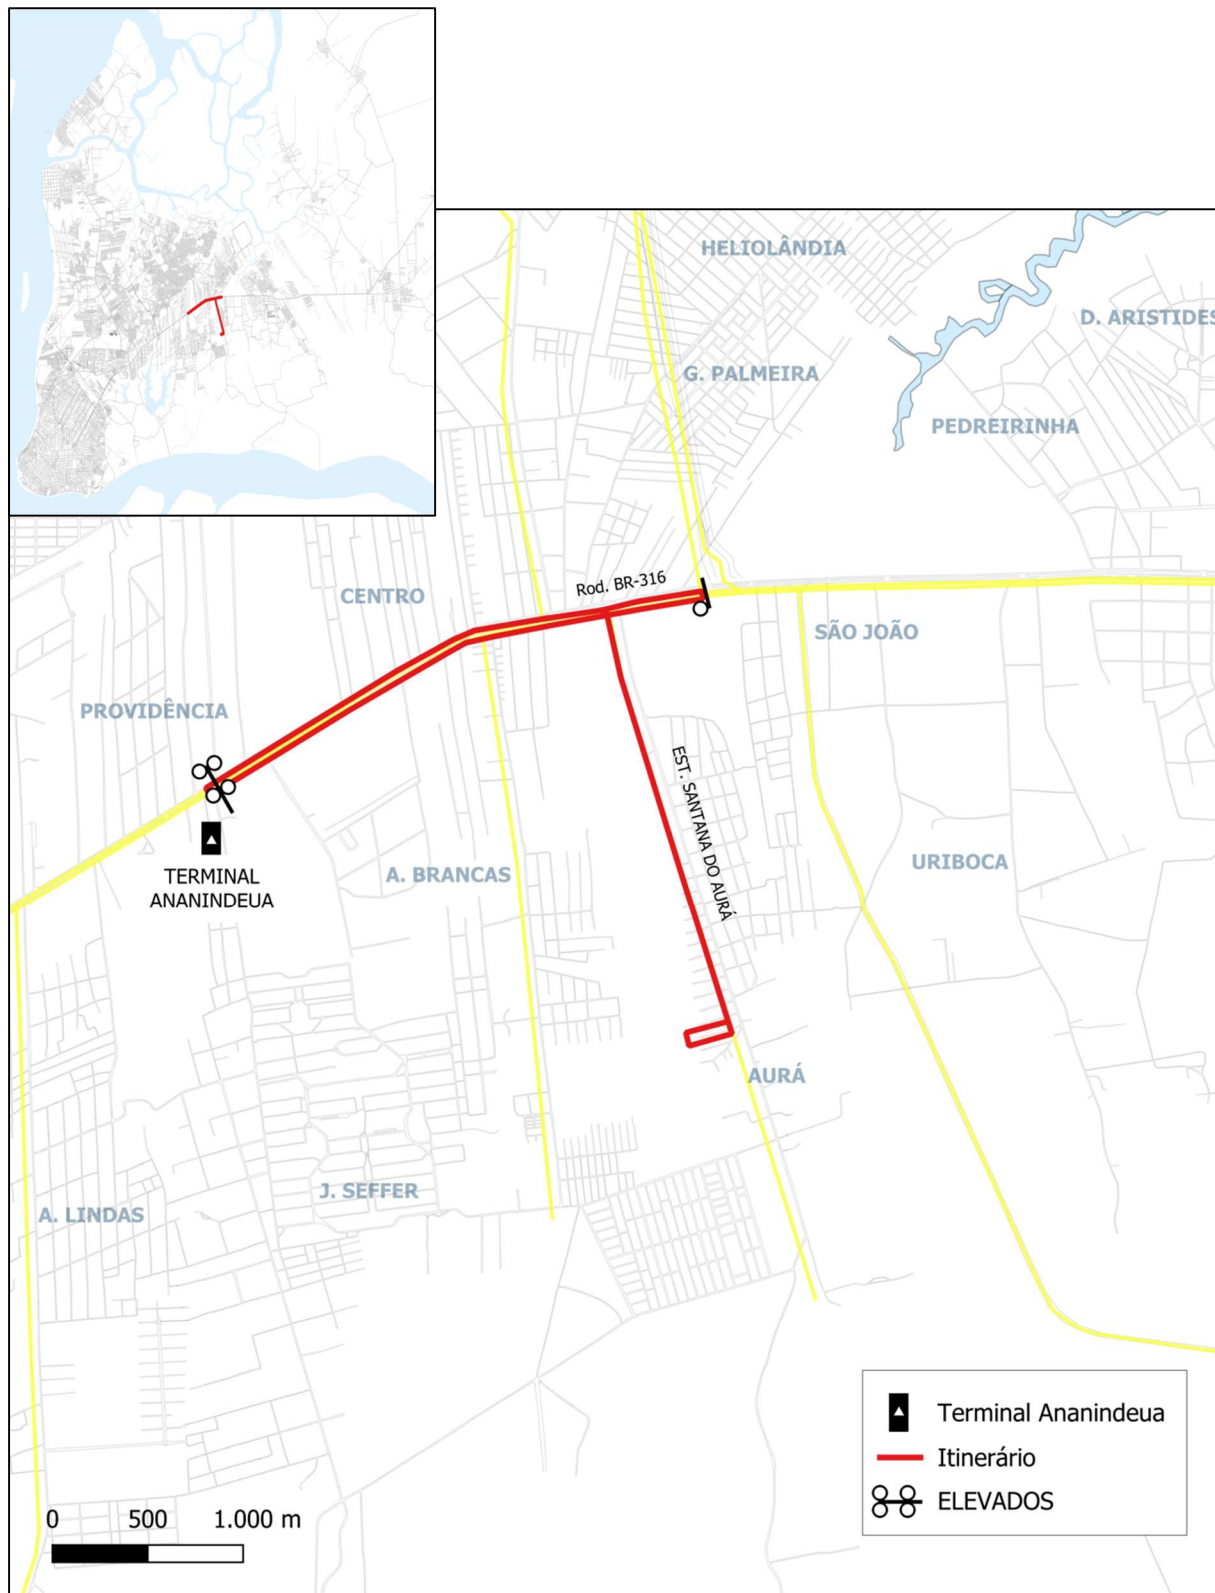 HELIOLÂNDIA
D. ARISTIDES
G. PALMEIRA
PEDREIRINHA
Rod. BR-316
CENTRO
SÃO JOÃO
PROVIDÊNCIA
EST. SANTANA DO AURÁ
TERMINAL
ANANINDEUA
A. BRANCAS
URIBOCA
AURÁ
J. SEFFER
A. LINDAS
Terminal Ananindeua
Itinerário
ELEVADOS
0 500 1.000 m